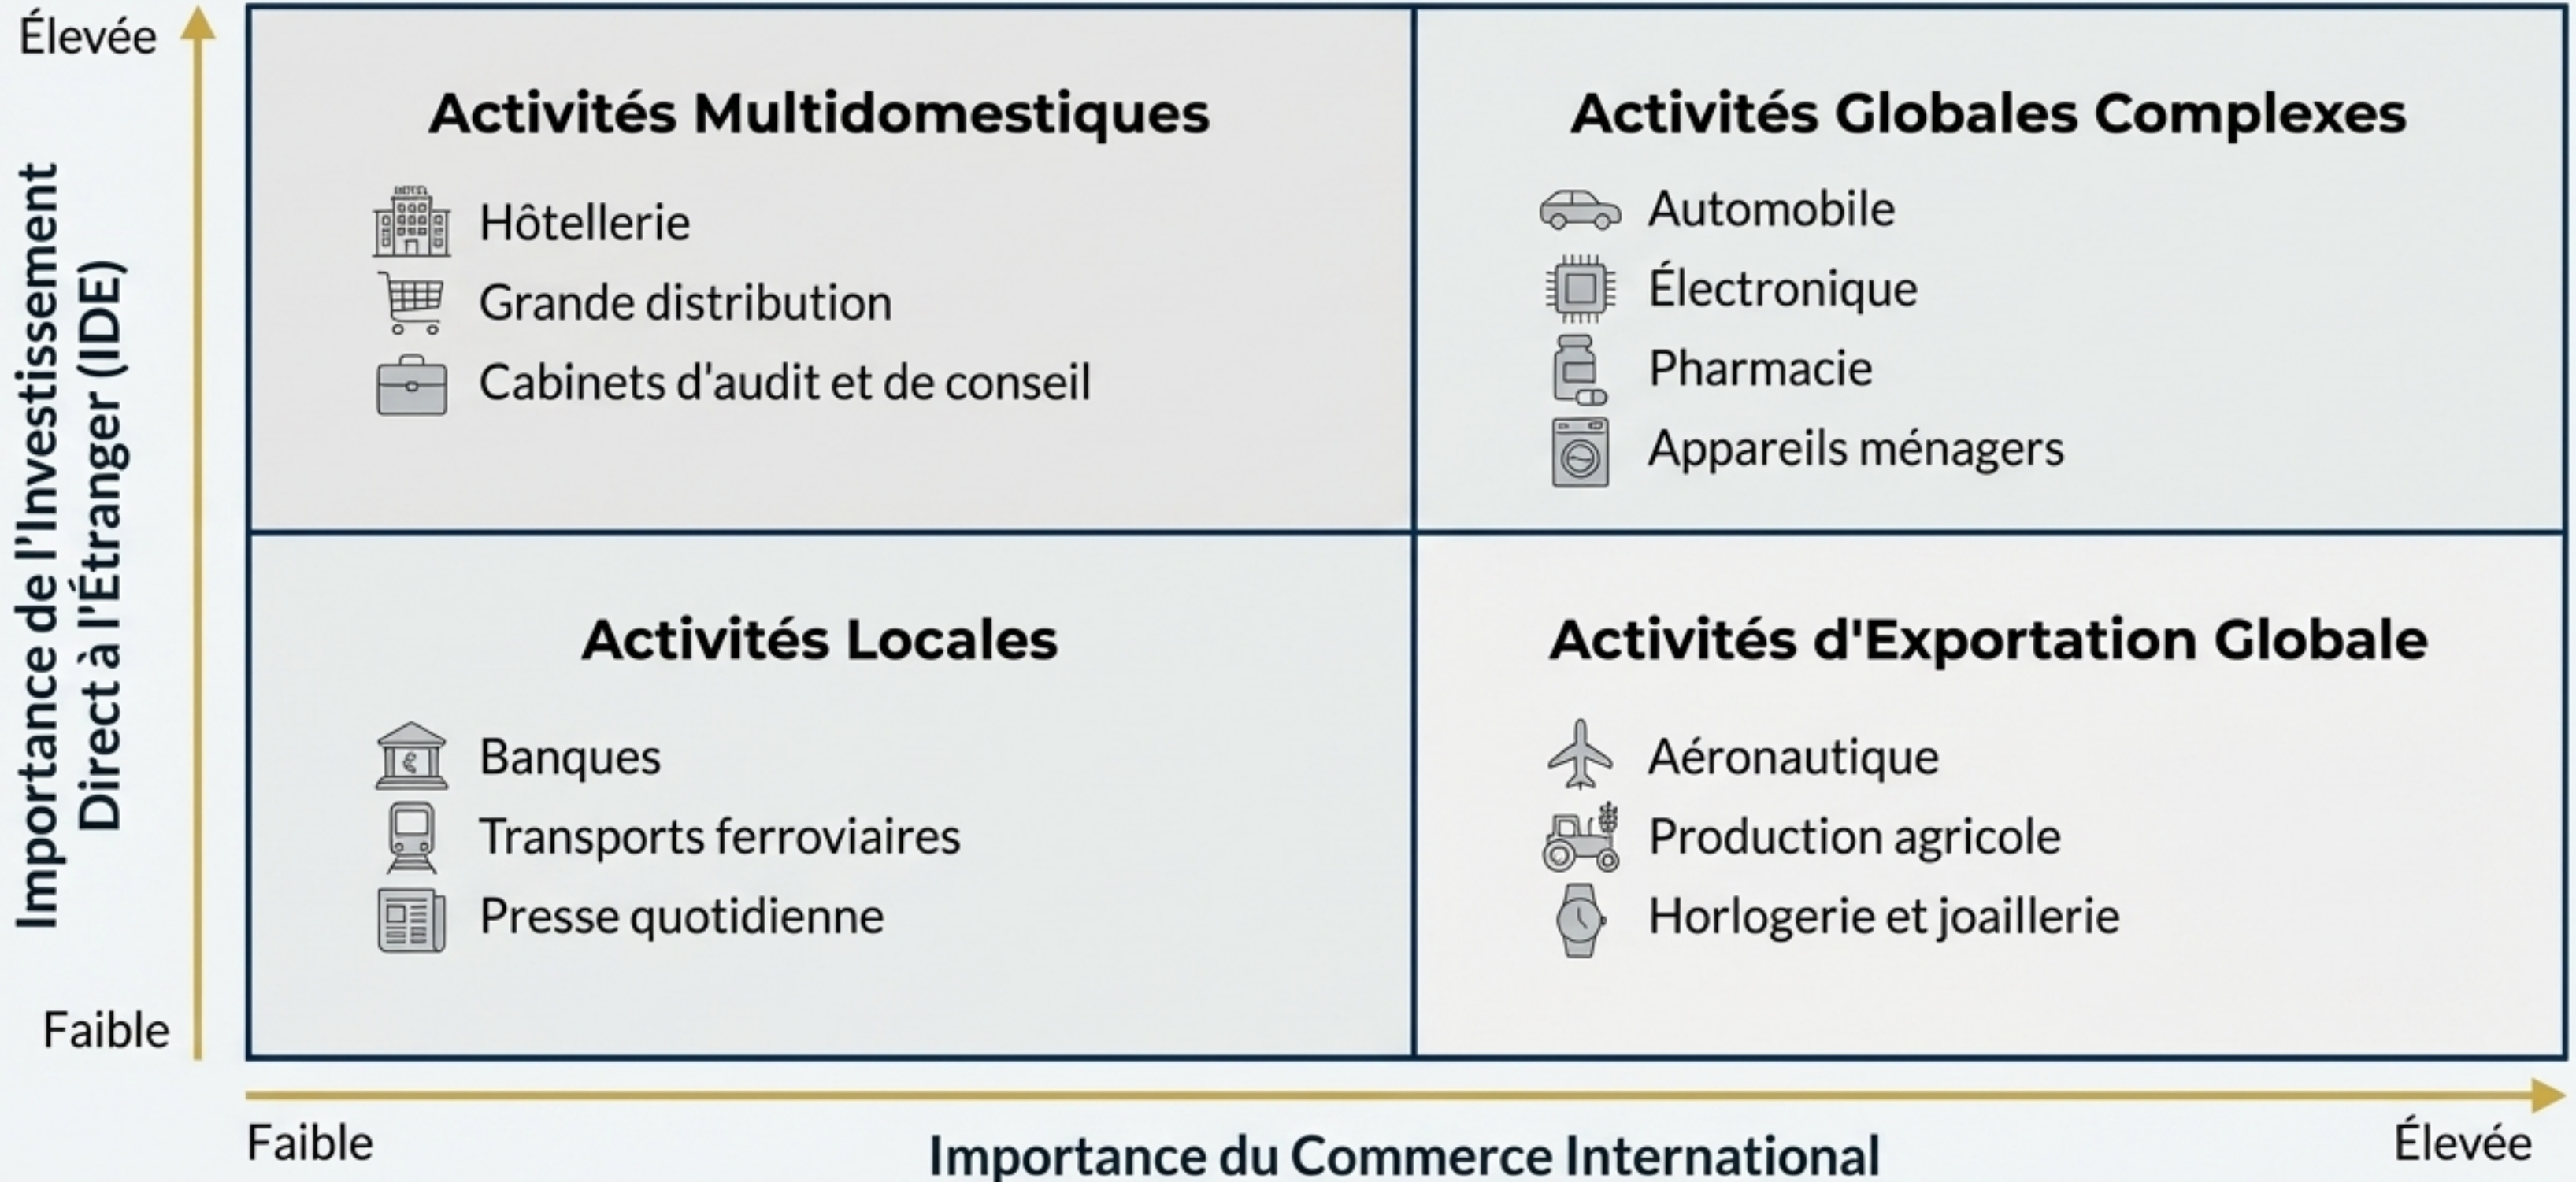 Élevée
Importance de l'Investissement
Direct à l'Étranger (IDE)
Faible
Activités Multidomestiques
HOTEL
Hôtellerie
Grande distribution
Cabinets d'audit et de conseil
Activités Globales Complexes
Automobile
Électronique
Pharmacie
Appareils ménagers
Activités Locales
Banques
Transports ferroviaires
Presse quotidienne
Activités d'Exportation Globale
Aéronautique
Production agricole
Horlogerie et joaillerie
Faible
Importance du Commerce International
Élevée